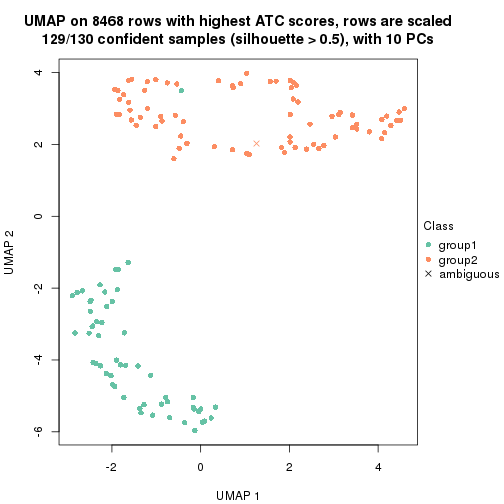 UMAP on 8468 rows with highest ATC scores, rows are scaled
129/130 confident samples (silhouette > 0.5), with 10 PCs
4
2
0
-2
-4
-6
UMAP 2
-2
0
2
4
UMAP 1
Class
group1
group2
ambiguous